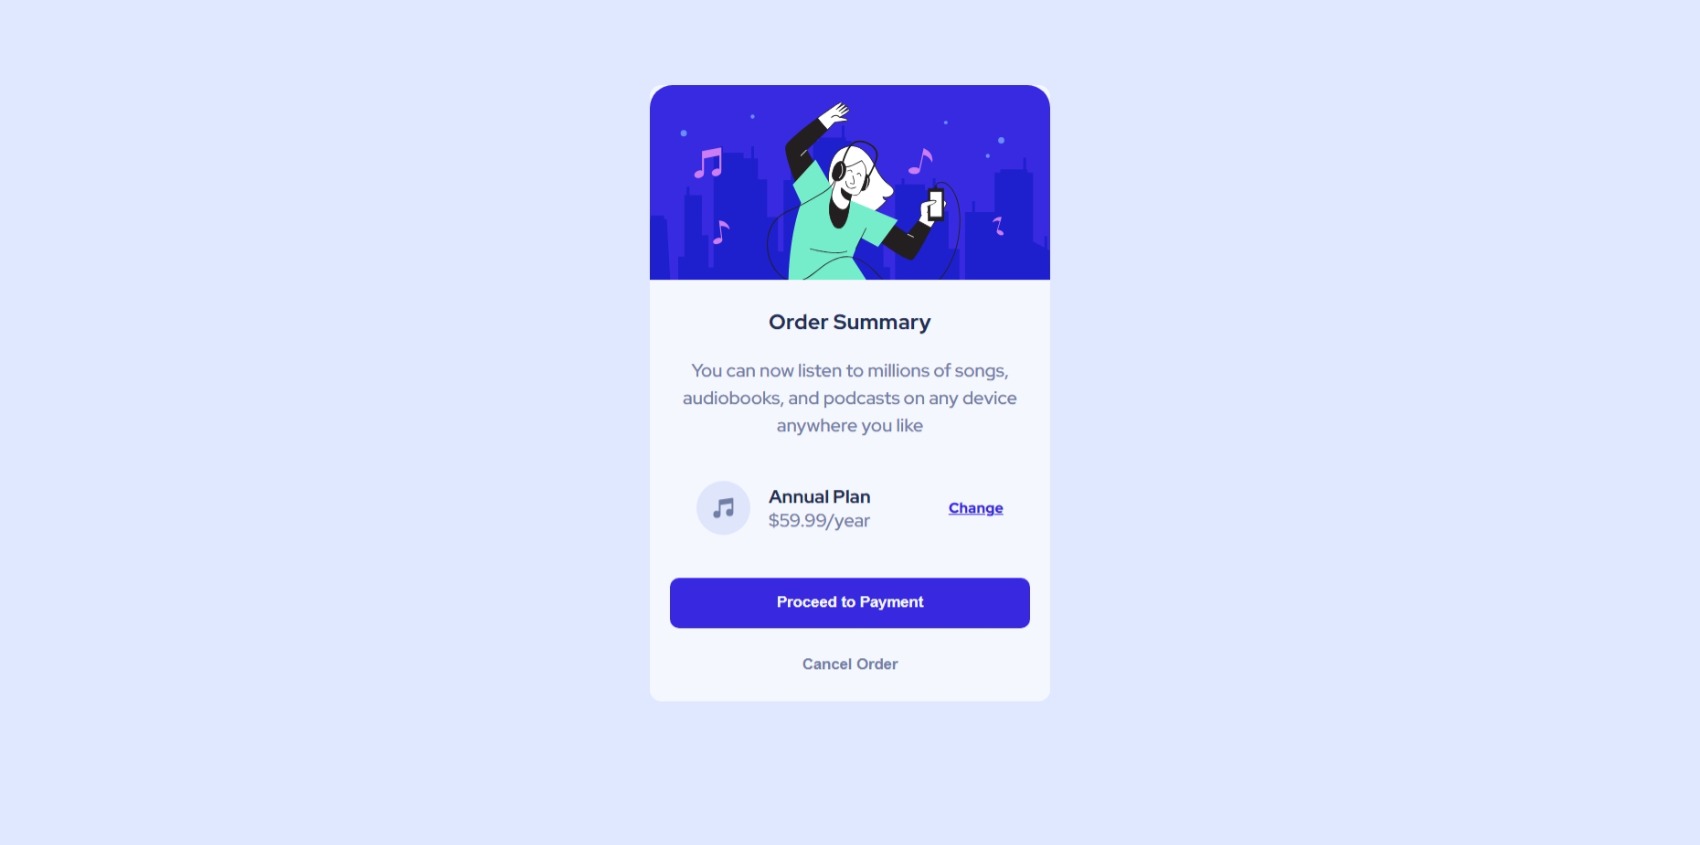 Order Summary
You can now listen to millions of songs,
audiobooks, and podcasts on any device
anywhere you like
Annual Plan
$59.99/year
Change
Proceed to Payment
Cancel Order